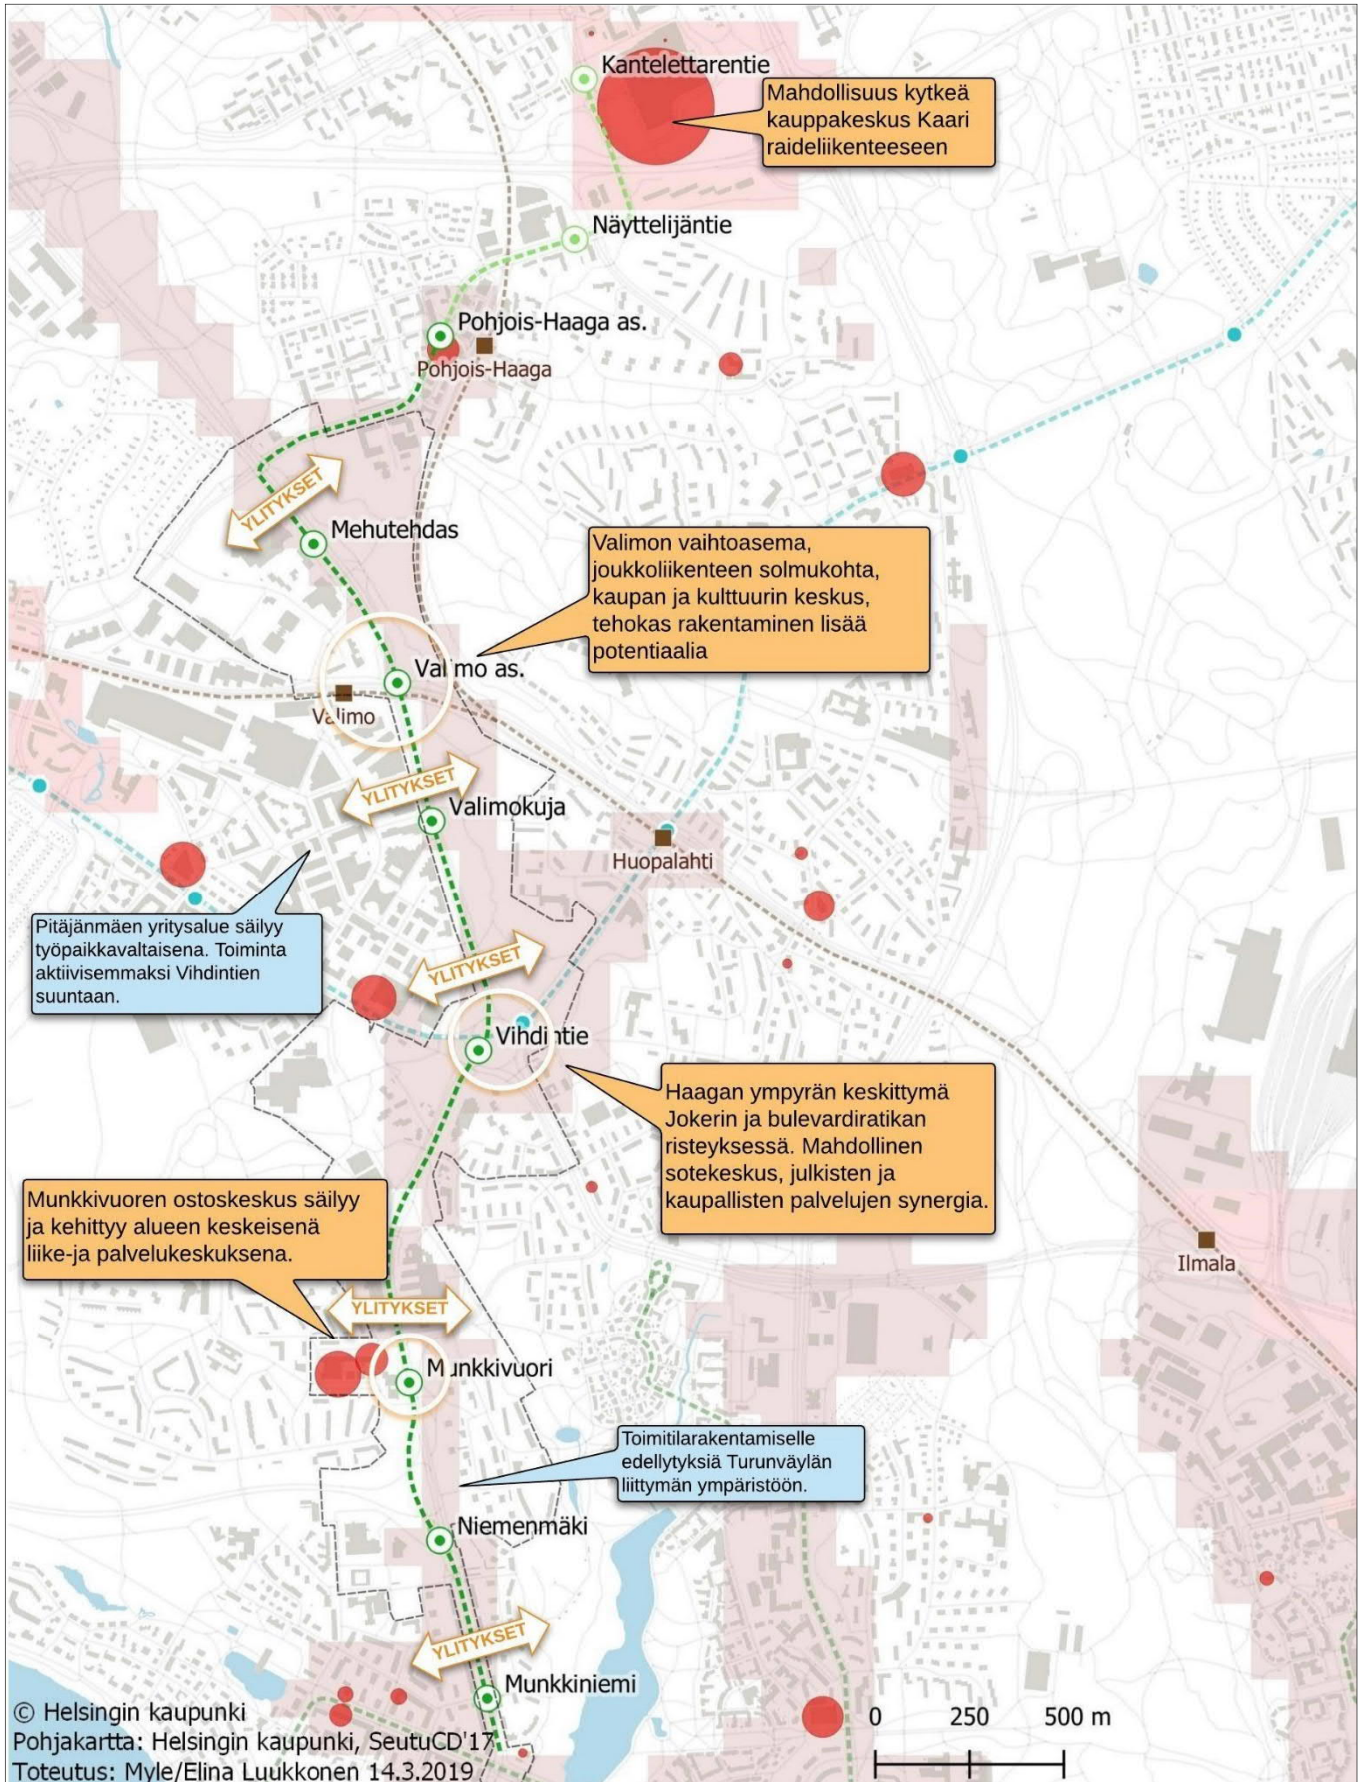 Kantelettarentie
Mahdollisuus kytkeä
kauppakeskus Kaari
raideliikenteeseen
Näyttelijäntie
Pohjois-Haaga as.
Pohjois-Haaga
YLITYKSET
Mehutehdas
Valimon vaihtoasema,
joukkoliikenteen solmukohta,
kaupan ja kulttuurin keskus,
tehokas rakentaminen lisää
potentiaalia
Valimo as.
Valimo
YLITYKSET
Valimokuja
Huopalahti
Pitäjänmäen yritysalue säilyy
työpaikkavaltaisena. Toiminta
aktiivisemmaksi Vihdintien
suuntaan.
YLITYKSET
Vihdintie
Haagan ympyrän keskittymä
Jokerin ja bulevardiratikan
risteyksessä. Mahdollinen
sotekeskus, julkisten ja
kaupallisten palvelujen synergia.
Munkkivuoren ostoskeskus säilyy
ja kehittyy alueen keskeisenä
liike-ja palvelukeskuksena.
Ilmala
YLITYKSET
Munkkivuori
Toimitilarakentamiselle
edellytyksiä Turunväylän
liittymän ympäristöön.
Niemenmäki
YLITYKSET
Munkkiniemi
© Helsingin kaupunki
Pohjakartta: Helsingin kaupunki, SeutuCD'17
Toteutus: Myle/Elina Luukkonen 14.3.2019
0 250 500 m